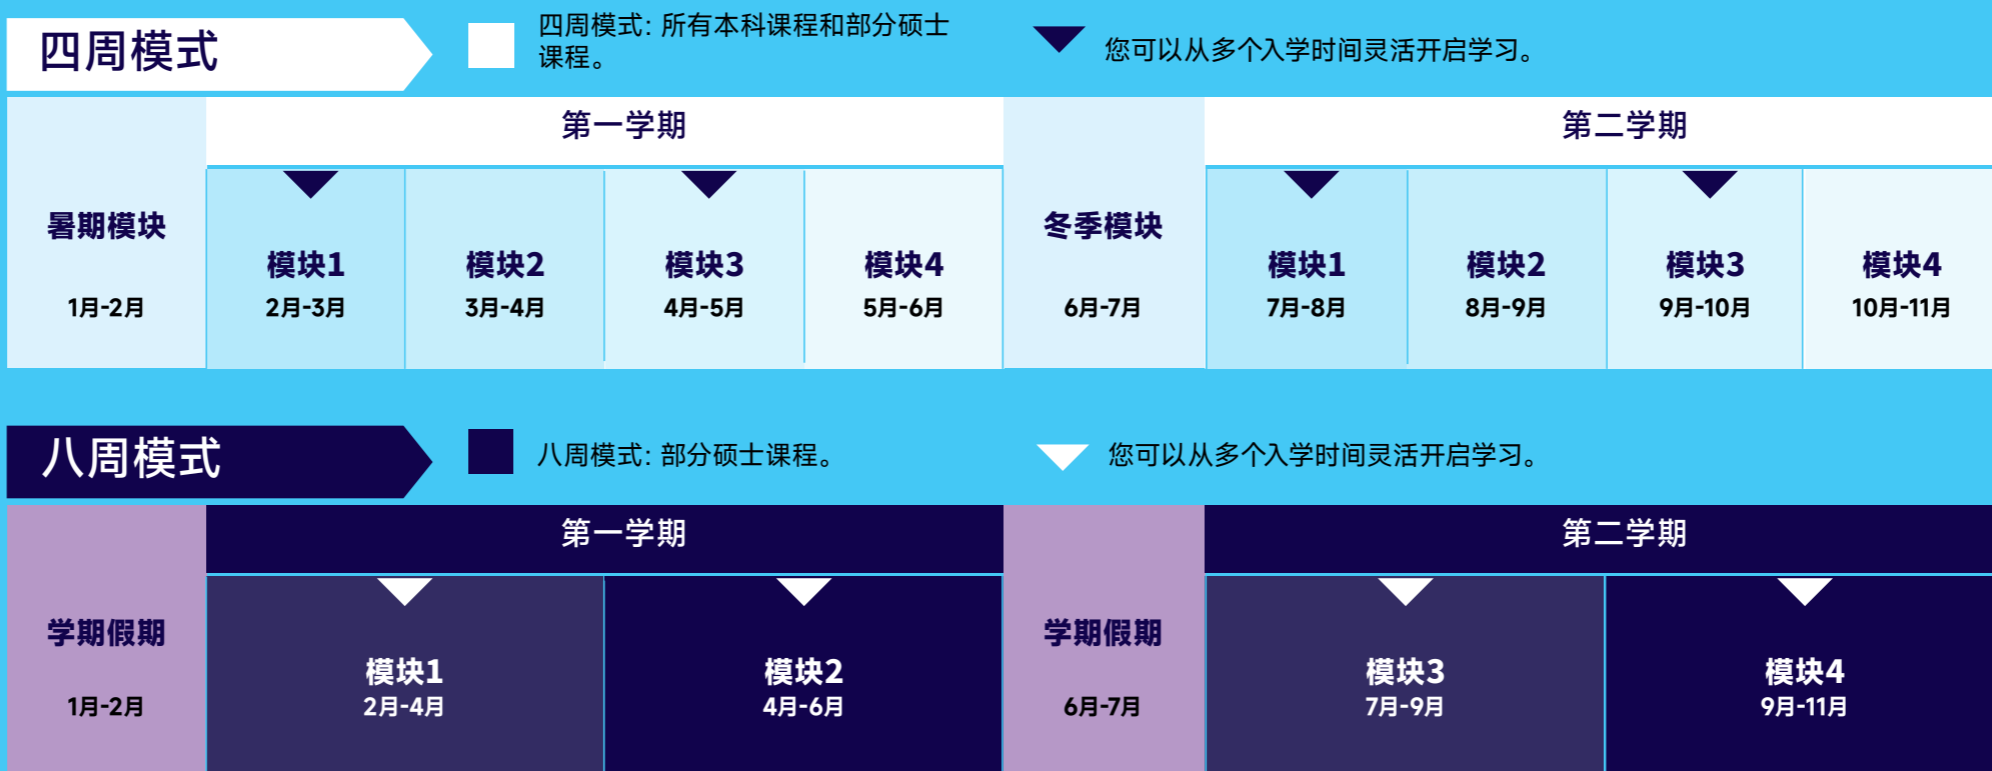 四周模式
四周模式: 所有本科课程和部分硕士
课程。
您可以从多个入学时间灵活开启学习。
第一学期
第二学期
暑期模块
1月-2月
模块1
2月-3月
模块2
3月-4月
模块3
4月-5月
模块4
5月-6月
冬季模块
6月-7月
模块1
7月-8月
模块2
8月-9月
模块3
9月-10月
模块4
10月-11月
八周模式
八周模式: 部分硕士课程。
您可以从多个入学时间灵活开启学习。
第一学期
第二学期
学期假期
1月-2月
模块1
2月-4月
模块2
4月-6月
学期假期
6月-7月
模块3
7月-9月
模块4
9月-11月